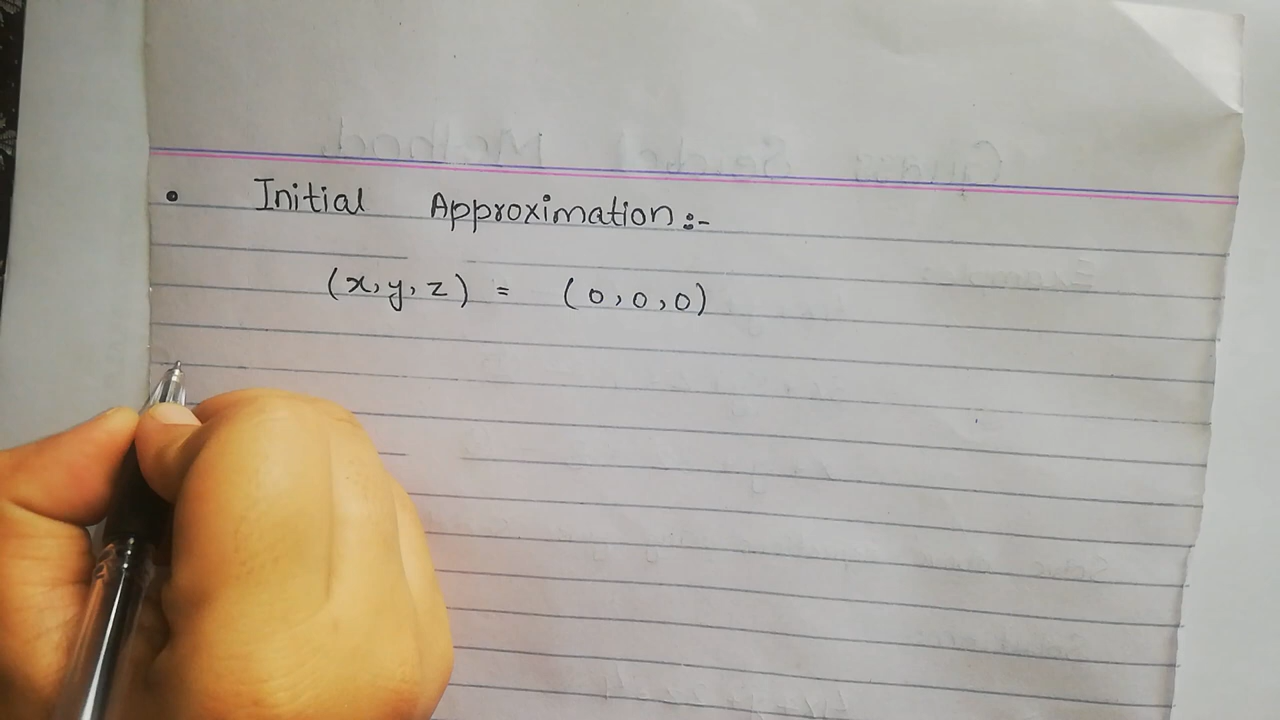 • Initial Approximation:-
(x, y, z) = (0, 0, 0)